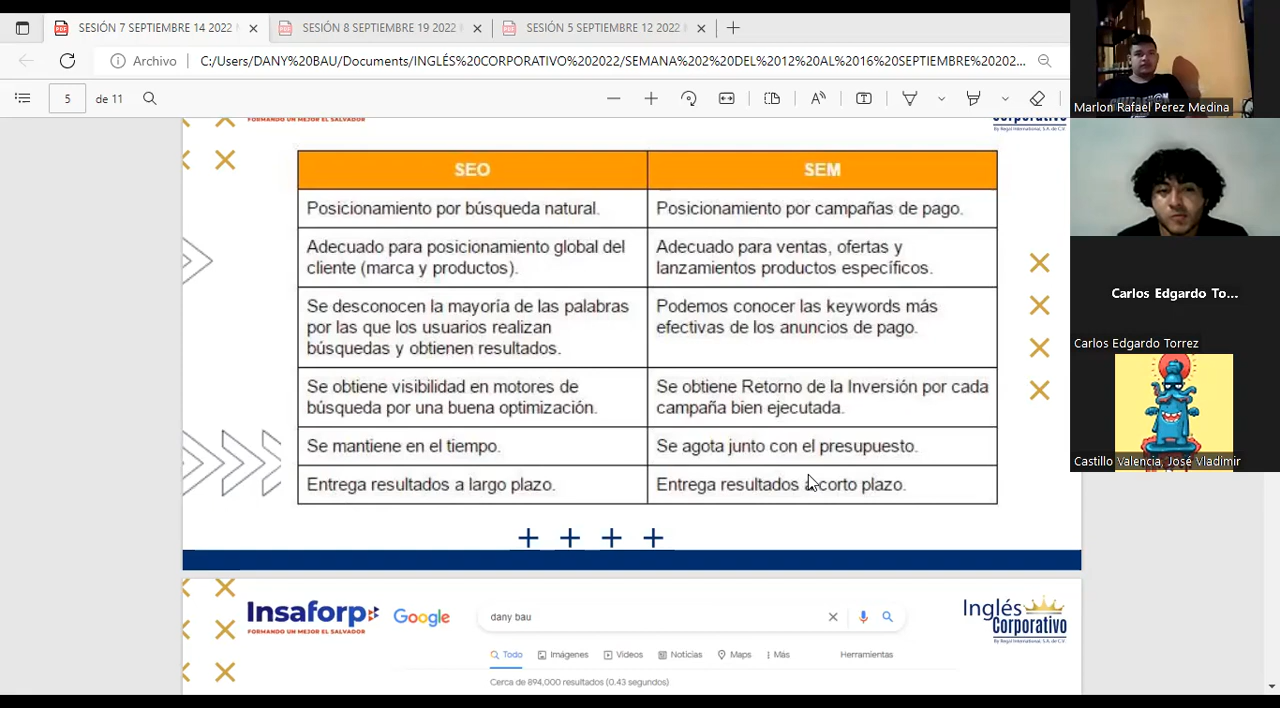 SESIÓN 7 SEPTIEMBRE 14 2022
SESIÓN 8 SEPTIEMBRE 19 2022
SESIÓN 5 SEPTIEMBRE 12 2022
Archivo
C:/Users/DANY%20BAU/Documents/INGLÉS%20CORPORATIVO%202022/SEMANA%202%20DEL%2012%20AL%2016%20SEPTIEMBRE%20202...
5 de 11
FORMANDO UN MEJOR EL SALVADOR
Corporativo
By Regal International, S.A. de C.V.
SEO SEM
Posicionamiento por búsqueda natural.
Posicionamiento por campañas de pago.
Adecuado para posicionamiento global del
cliente (marca y productos).
Adecuado para ventas, ofertas y
lanzamientos productos específicos.
Se desconocen la mayoría de las palabras
por las que los usuarios realizan
búsquedas y obtienen resultados.
Podemos conocer las keywords más
efectivas de los anuncios de pago.
Se obtiene visibilidad en motores de
búsqueda por una buena optimización.
Se obtiene Retorno de la Inversión por cada
campaña bien ejecutada.
Se mantiene en el tiempo.
Se agota junto con el presupuesto.
Entrega resultados a largo plazo.
Entrega resultados a corto plazo.
Insaforp
FORMANDO UN MEJOR EL SALVADOR
Google
dany bau
Inglés
Corporativo
By Regal International, S.A. de C.V.
Todo Imágenes Videos Noticias Maps Más Herramientas
Cerca de 894,000 resultados (0.43 segundos)
Marlon Rafael Perez Medina
Carlos Edgardo To...
Carlos Edgardo Torrez
Castillo Valencia, José Vladimir